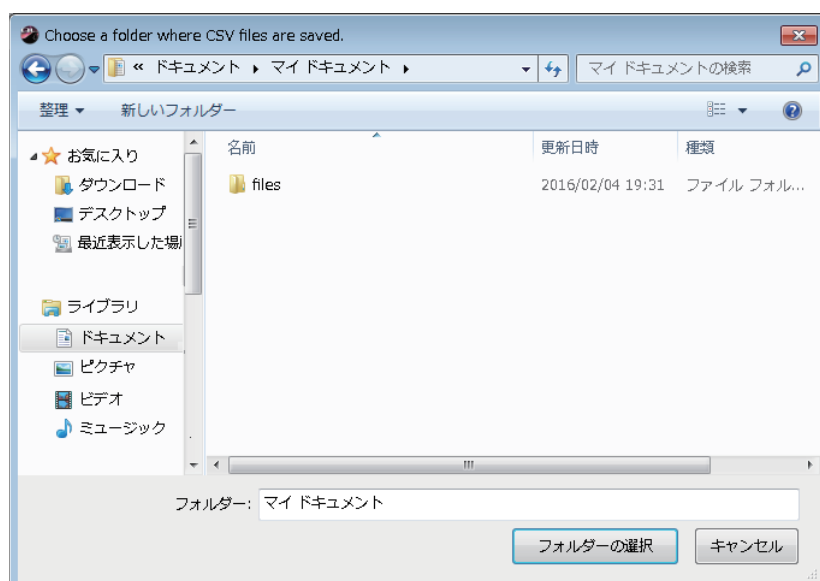 Choose a folder where CSV files are saved.
« ドキュメント ▸ マイ ドキュメント ▸ マイ ドキュメントの検索
整理 ▼ 新しいフォルダー
お気に入り
ダウンロード
デスクトップ
最近表示した場
ライブラリ
ドキュメント
ピクチャ
ビデオ
ミュージック
名前 更新日時 種類
files 2016/02/04 19:31 ファイル フォル...
フォルダー: マイ ドキュメント
フォルダーの選択 キャンセル